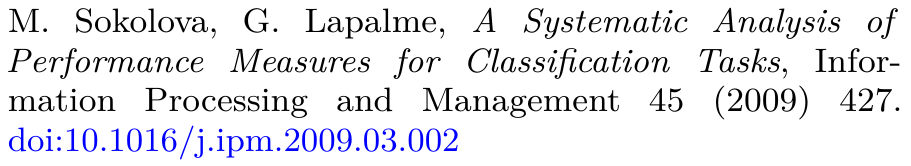 M. Sokolova, G. Lapalme, A Systematic Analysis of
Performance Measures for Classification Tasks, Infor-
mation Processing and Management 45 (2009) 427.
doi:10.1016/j.ipm.2009.03.002